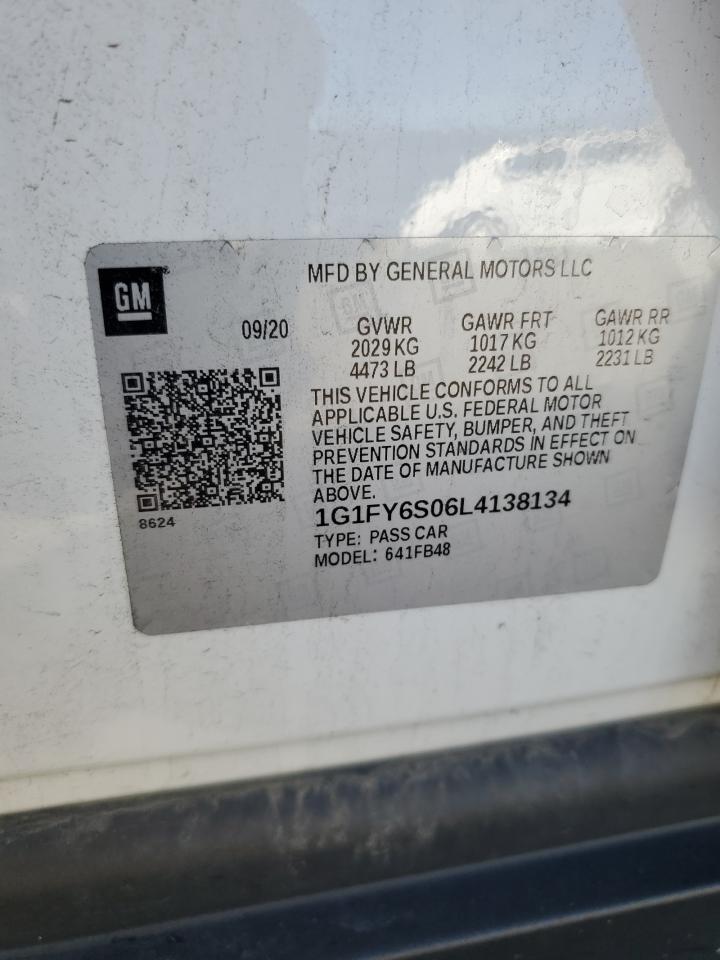 GM
MFD BY GENERAL MOTORS LLC
09/20
GVWR GAWR FRT GAWR RR
2029 KG 1017 KG 1012 KG
4473 LB 2242 LB 2231 LB
THIS VEHICLE CONFORMS TO ALL
APPLICABLE U.S. FEDERAL MOTOR
VEHICLE SAFETY, BUMPER, AND THEFT
PREVENTION STANDARDS IN EFFECT ON
THE DATE OF MANUFACTURE SHOWN
ABOVE.
8624
1G1FY6S06L4138134
TYPE: PASS CAR
MODEL: 641FB48